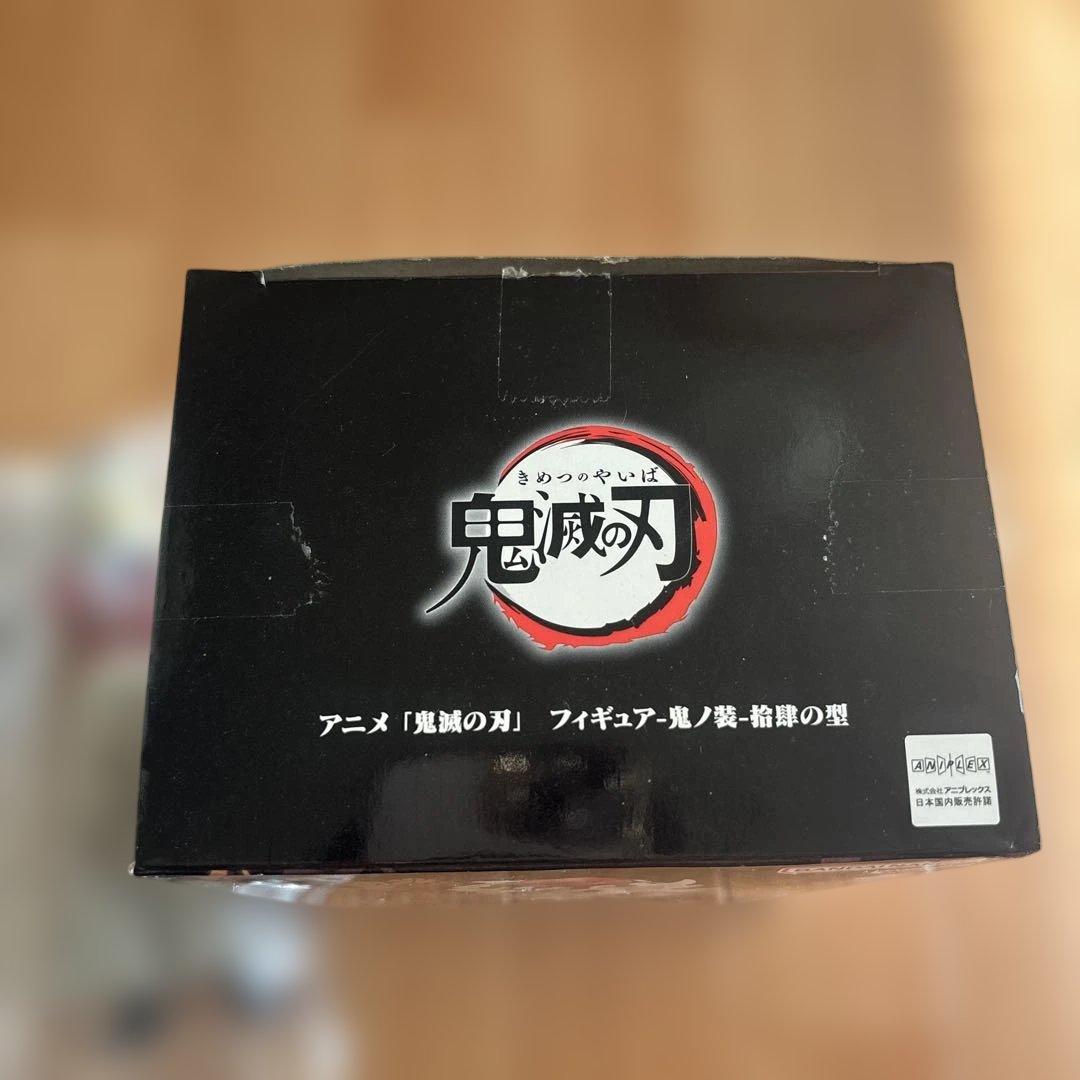 きめつのやいば
鬼滅の刃
アニメ「鬼滅の刃」 フィギュア-鬼ノ装-拾肆の型
ANIPLEX
株式会社アニプレックス
日本国内販売許諾